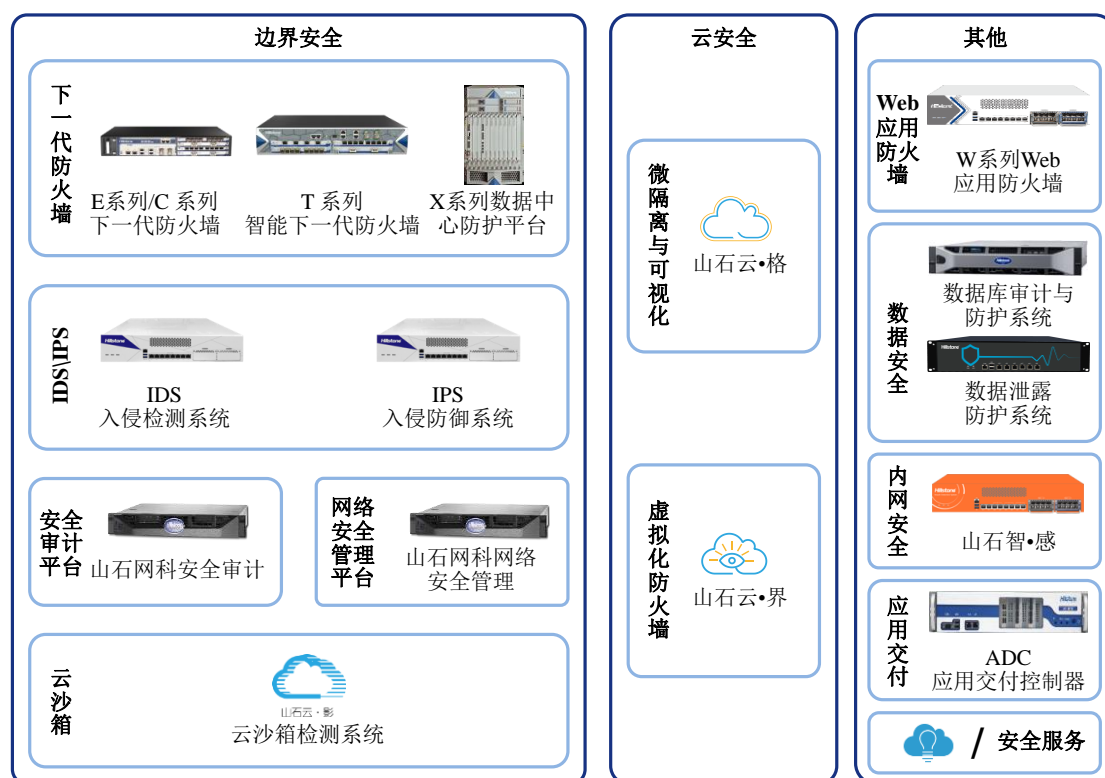 边界安全
下一代防火墙
E系列/C 系列
下一代防火墙
T 系列
智能下一代防火墙
X系列数据中
心防护平台
IDS\IPS
Hillstone
IDS
入侵检测系统
Hillstone
IPS
入侵防御系统
安全
审计
平台
山石网科安全审计
网络
安全
管理
平台
山石网科网络
安全管理
云沙箱
山石云·影
云沙箱检测系统
云安全
微隔离与可视化
山石云•格
虚拟化防火墙
山石云•界
其他
Web
应用
防火
墙
Hillstone
W系列Web
应用防火墙
数据安全
数据库审计与
防护系统
Hillstone
数据泄露
防护系统
内网安全
Hillstone
山石智•感
应用交付
Hillstone
ADC
应用交付控制器
/ 安全服务